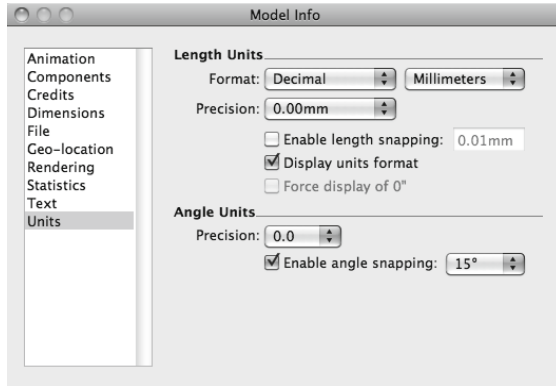 Model Info
Animation
Components
Credits
Dimensions
File
Geo-location
Rendering
Statistics
Text
Units
Length Units
Format: Decimal Millimeters
Precision: 0.00mm
Enable length snapping: 0.01mm
Display units format
Force display of 0"
Angle Units
Precision: 0.0
Enable angle snapping: 15°